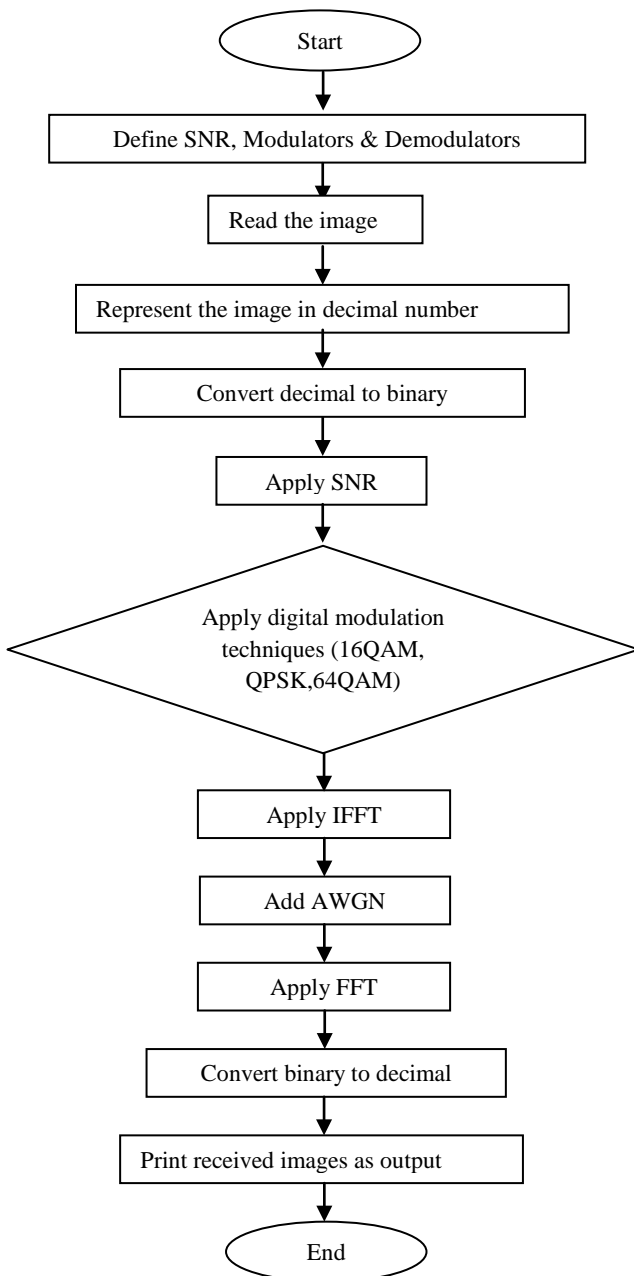 Start
Define SNR, Modulators & Demodulators
Read the image
Represent the image in decimal number
Convert decimal to binary
Apply SNR
Apply digital modulation
techniques (16QAM,
QPSK,64QAM)
Apply IFFT
Add AWGN
Apply FFT
Convert binary to decimal
Print received images as output
End